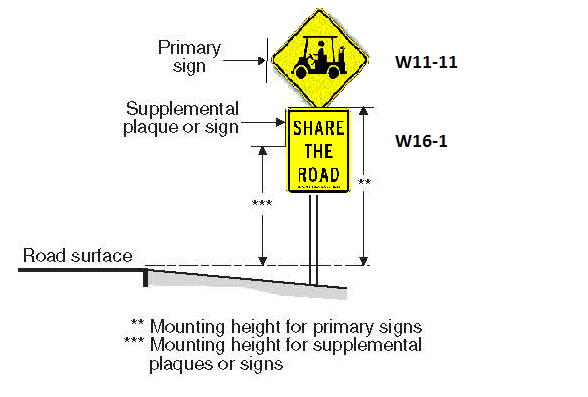 Primary
sign
W11-11
Supplemental
plaque or sign
SHARE
THE
ROAD
W16-1
**
***
Road surface
** Mounting height for primary signs
*** Mounting height for supplemental
plaques or signs